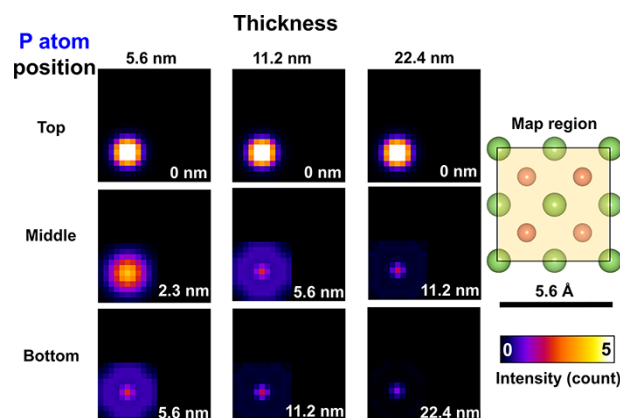 Thickness
P atom
position
5.6 nm 11.2 nm 22.4 nm
Top
0 nm 0 nm 0 nm
Map region
Middle
2.3 nm 5.6 nm 11.2 nm
5.6 Å
0 5
Intensity (count)
Bottom
5.6 nm 11.2 nm 22.4 nm